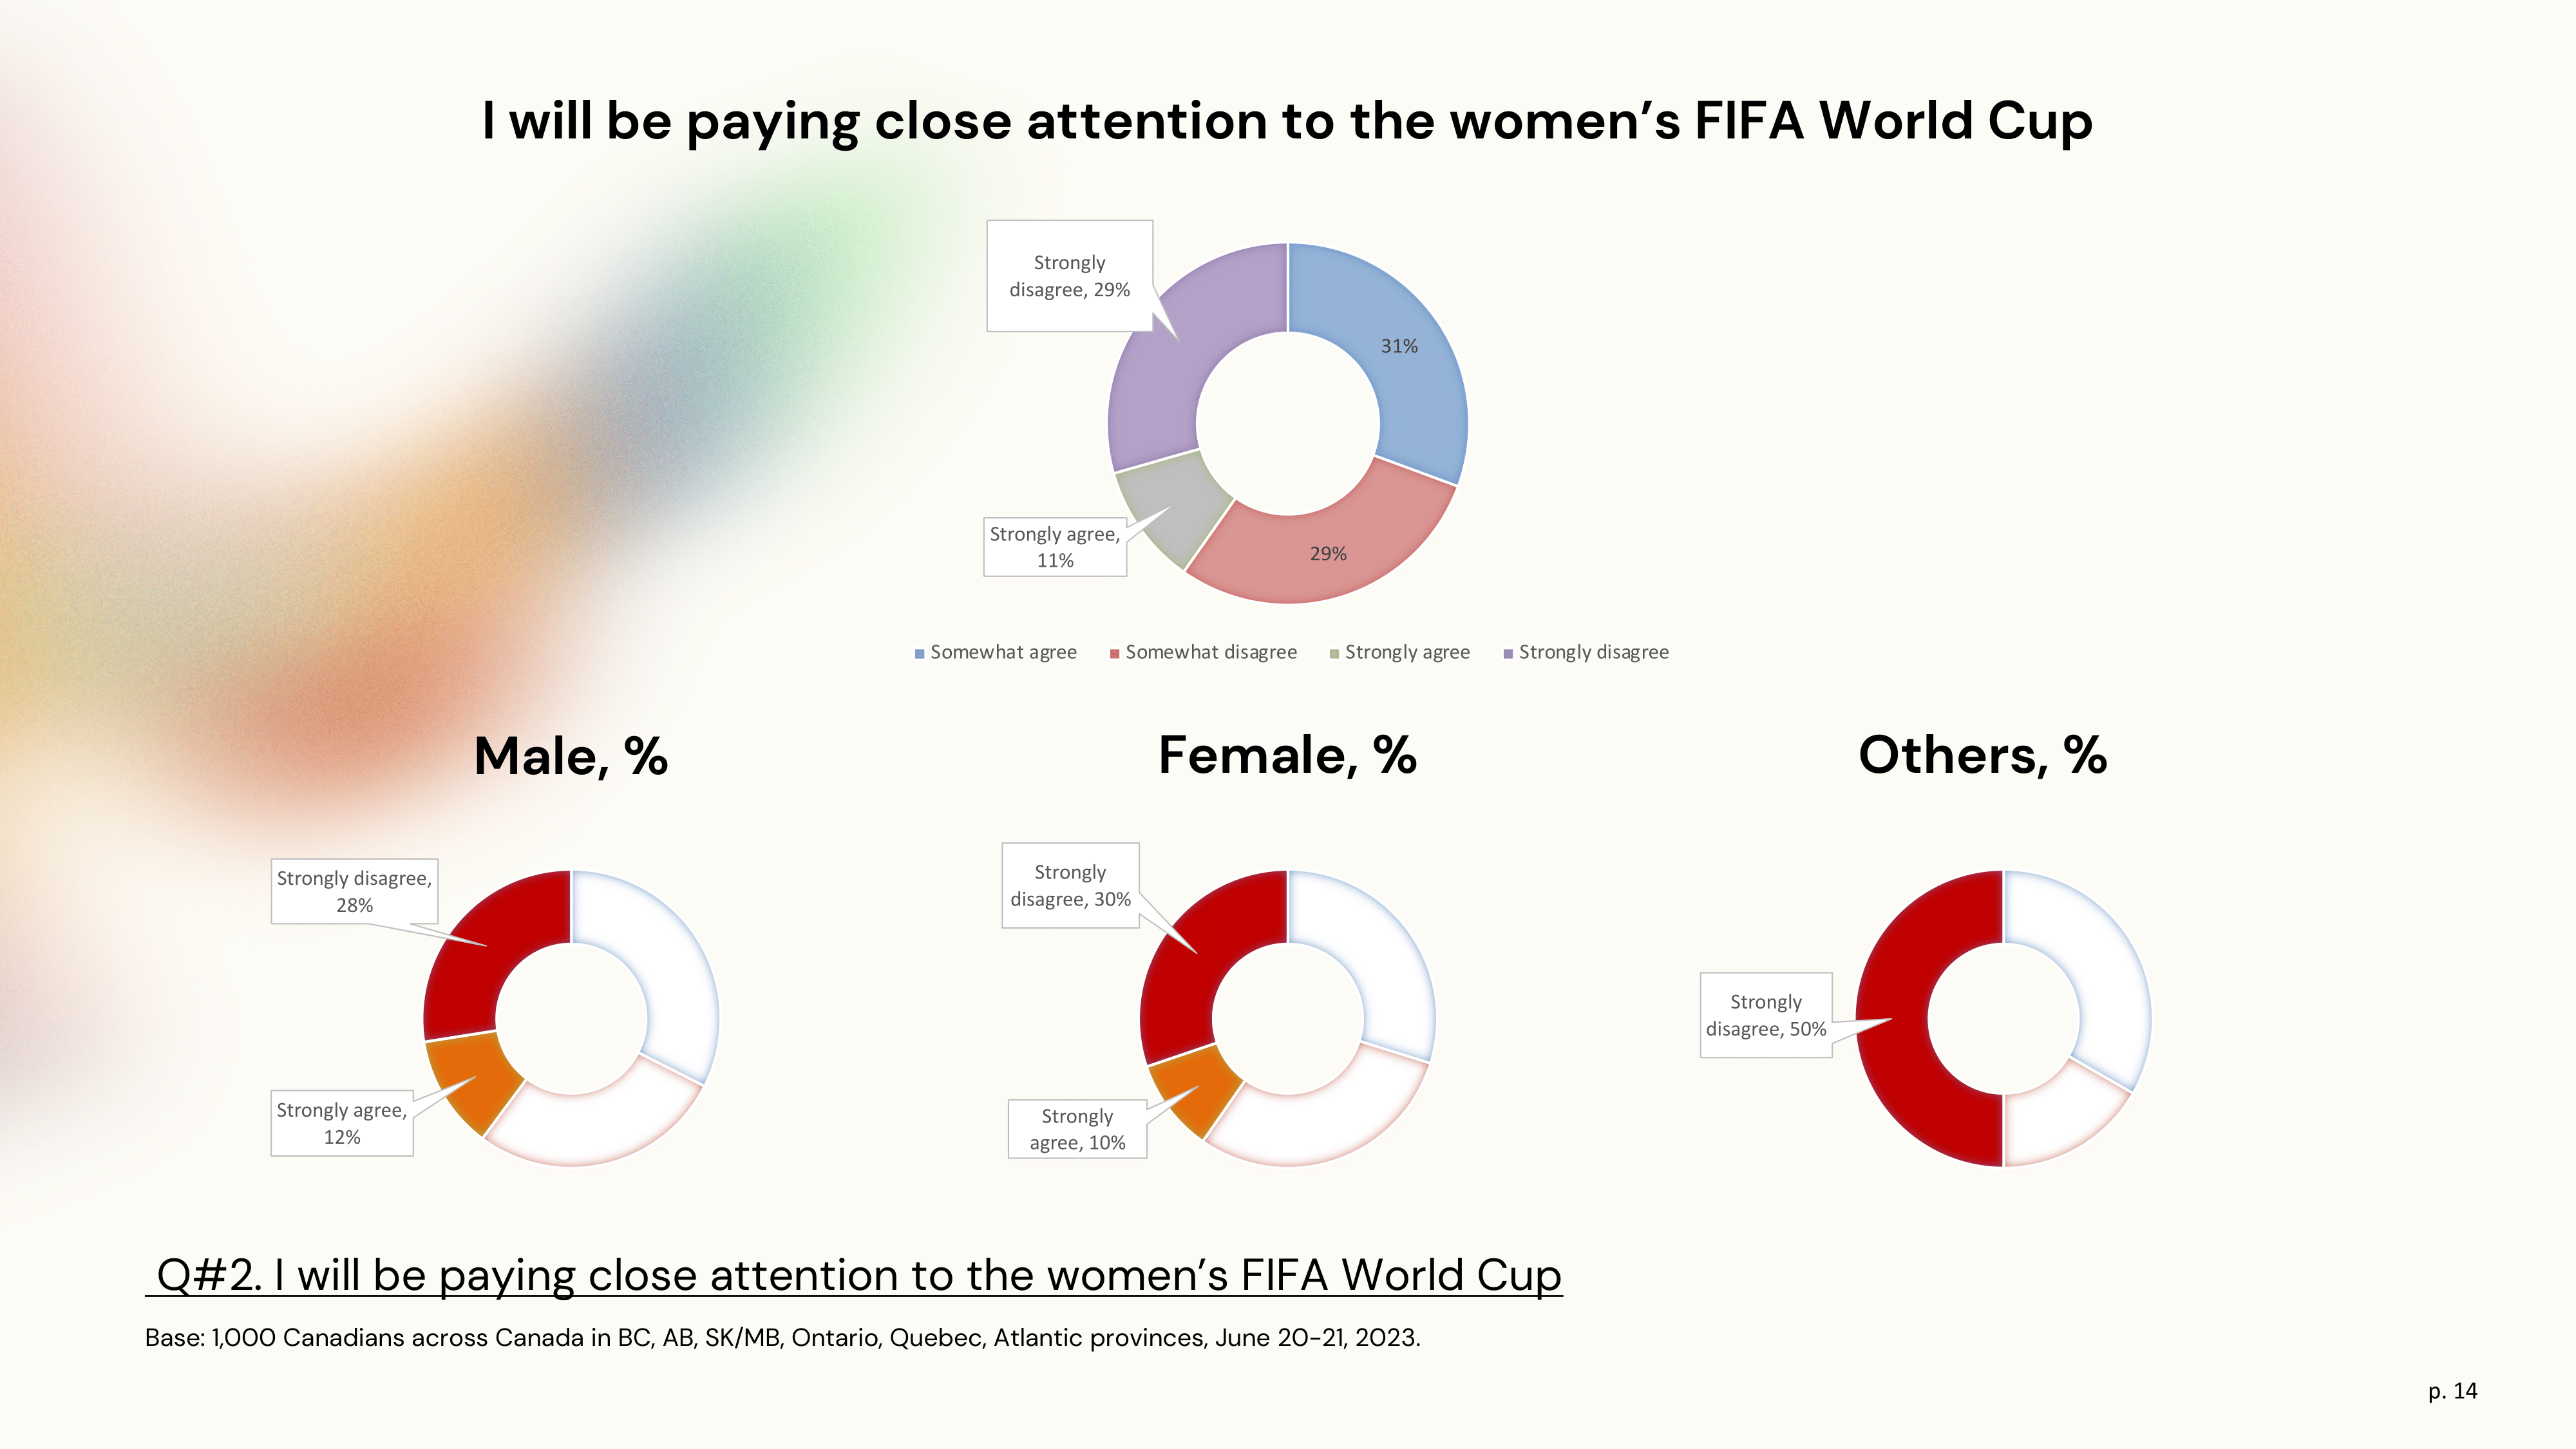 I will be paying close attention to the women’s FIFA World Cup
Strongly
disagree, 29%
31%
Strongly agree,
11%
29%
Somewhat agree
Somewhat disagree
Strongly agree
Strongly disagree
Male, %
Female, %
Others, %
Strongly disagree,
28%
Strongly agree,
12%
Strongly
disagree, 30%
Strongly
agree, 10%
Strongly
disagree, 50%
Q#2. I will be paying close attention to the women’s FIFA World Cup
Base: 1,000 Canadians across Canada in BC, AB, SK/MB, Ontario, Quebec, Atlantic provinces, June 20-21, 2023.
p. 14